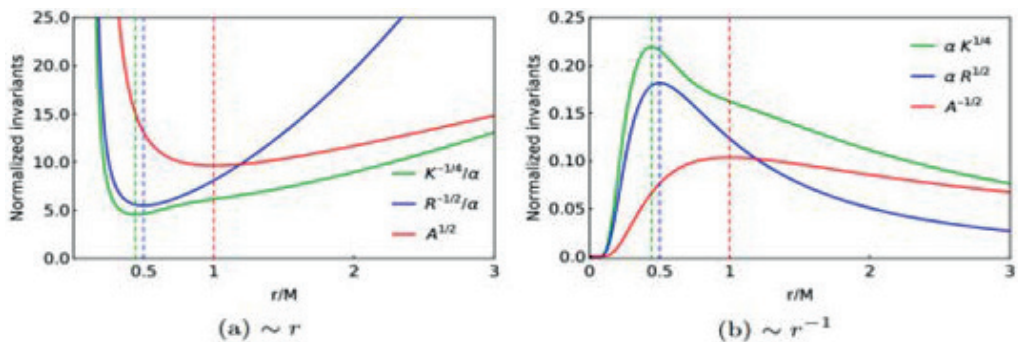 25.0
20.0
15.0
10.0
5.0
0.0
Normalized invariants
K^{-1/4}/α
R^{-1/2}/α
A^{1/2}
0.5
1
2
3
r/M
(a) ∼ r
0.25
0.20
0.15
0.10
0.05
0.00
Normalized invariants
α K^{1/4}
α R^{1/2}
A^{-1/2}
0
0.5
1
2
3
r/M
(b) ∼ r^{-1}